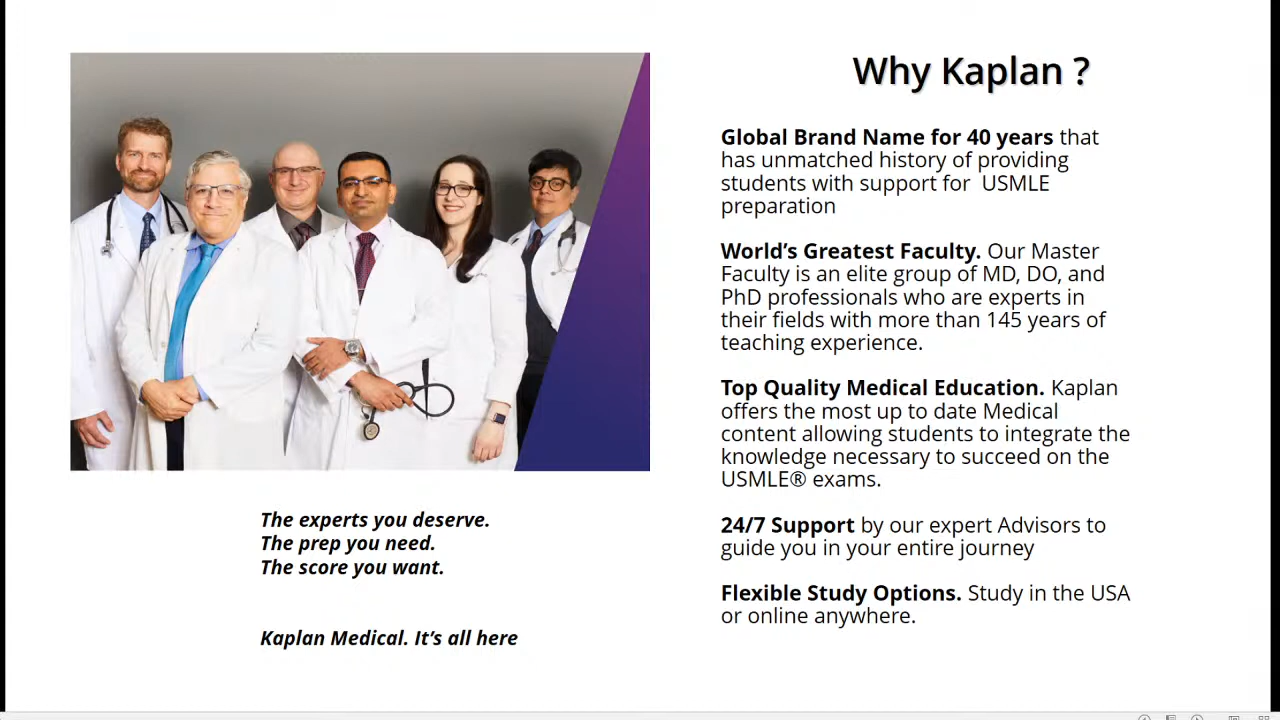 Why Kaplan ?
Global Brand Name for 40 years that
has unmatched history of providing
students with support for  USMLE
preparation
World’s Greatest Faculty. Our Master
Faculty is an elite group of MD, DO, and
PhD professionals who are experts in
their fields with more than 145 years of
teaching experience.
Top Quality Medical Education. Kaplan
offers the most up to date Medical
content allowing students to integrate the
knowledge necessary to succeed on the
USMLE® exams.
24/7 Support by our expert Advisors to
guide you in your entire journey
Flexible Study Options. Study in the USA
or online anywhere.
The experts you deserve.
The prep you need.
The score you want.
Kaplan Medical. It’s all here